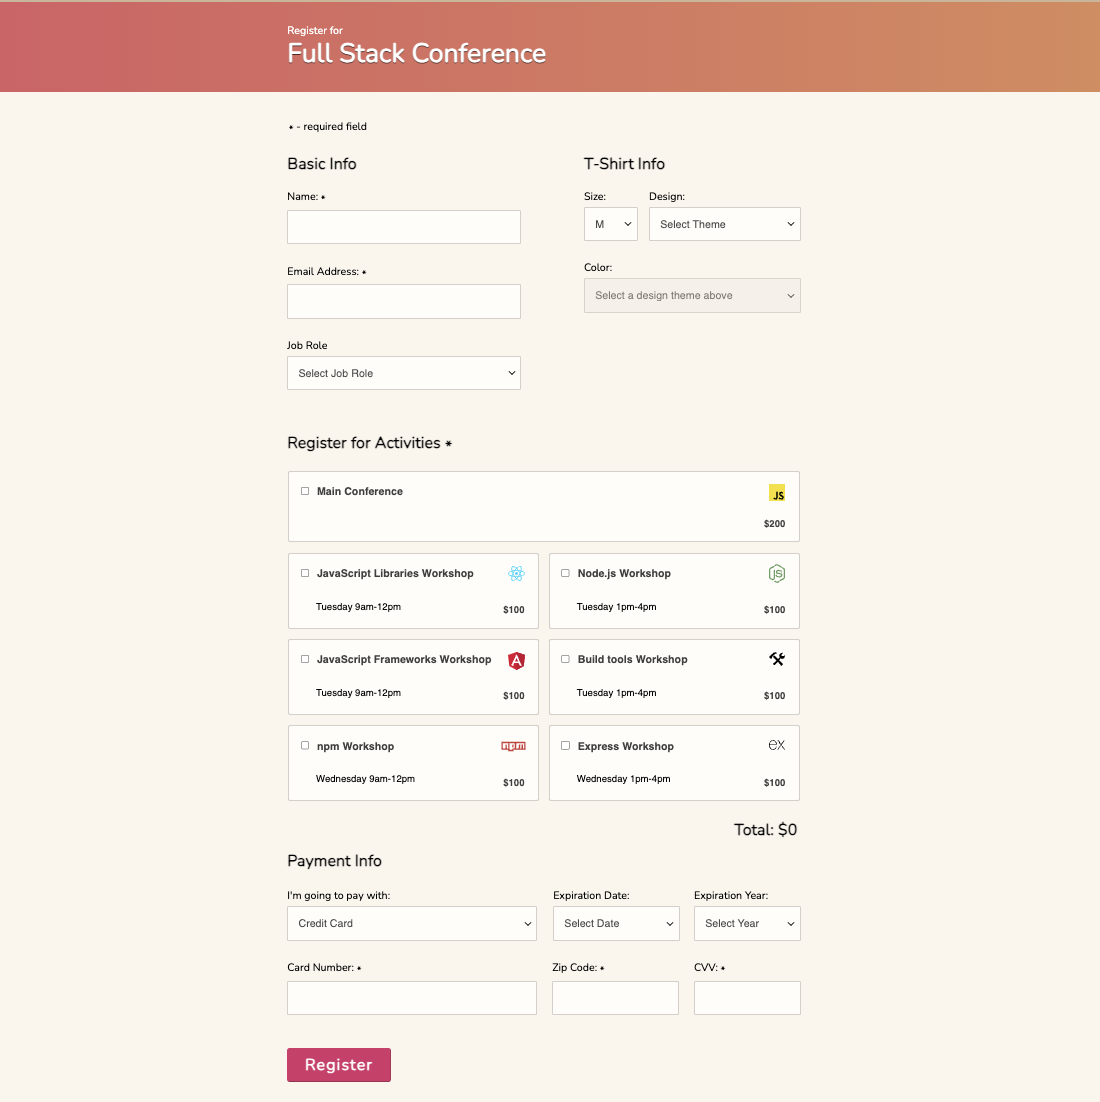 Register for
Full Stack Conference
* - required field
Basic Info
Name: *
Email Address: *
Job Role
Select Job Role
T-Shirt Info
Size:
M
Design:
Select Theme
Color:
Select a design theme above
Register for Activities *
Main Conference
JS
$200
JavaScript Libraries Workshop
Tuesday 9am-12pm
$100
Node.js Workshop
JS
Tuesday 1pm-4pm
$100
JavaScript Frameworks Workshop
A
Tuesday 9am-12pm
$100
Build tools Workshop
Tuesday 1pm-4pm
$100
npm Workshop
npm
Wednesday 9am-12pm
$100
Express Workshop
ex
Wednesday 1pm-4pm
$100
Total: $0
Payment Info
I'm going to pay with:
Credit Card
Expiration Date:
Select Date
Expiration Year:
Select Year
Card Number: *
Zip Code: *
CVV: *
Register